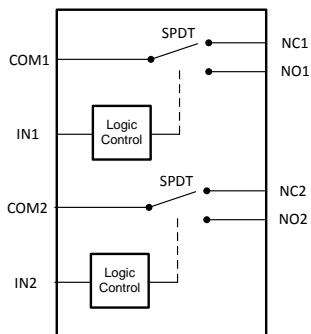 SPDT
NC1
COM1
NO1
IN1
Logic
Control
SPDT
NC2
COM2
NO2
IN2
Logic
Control